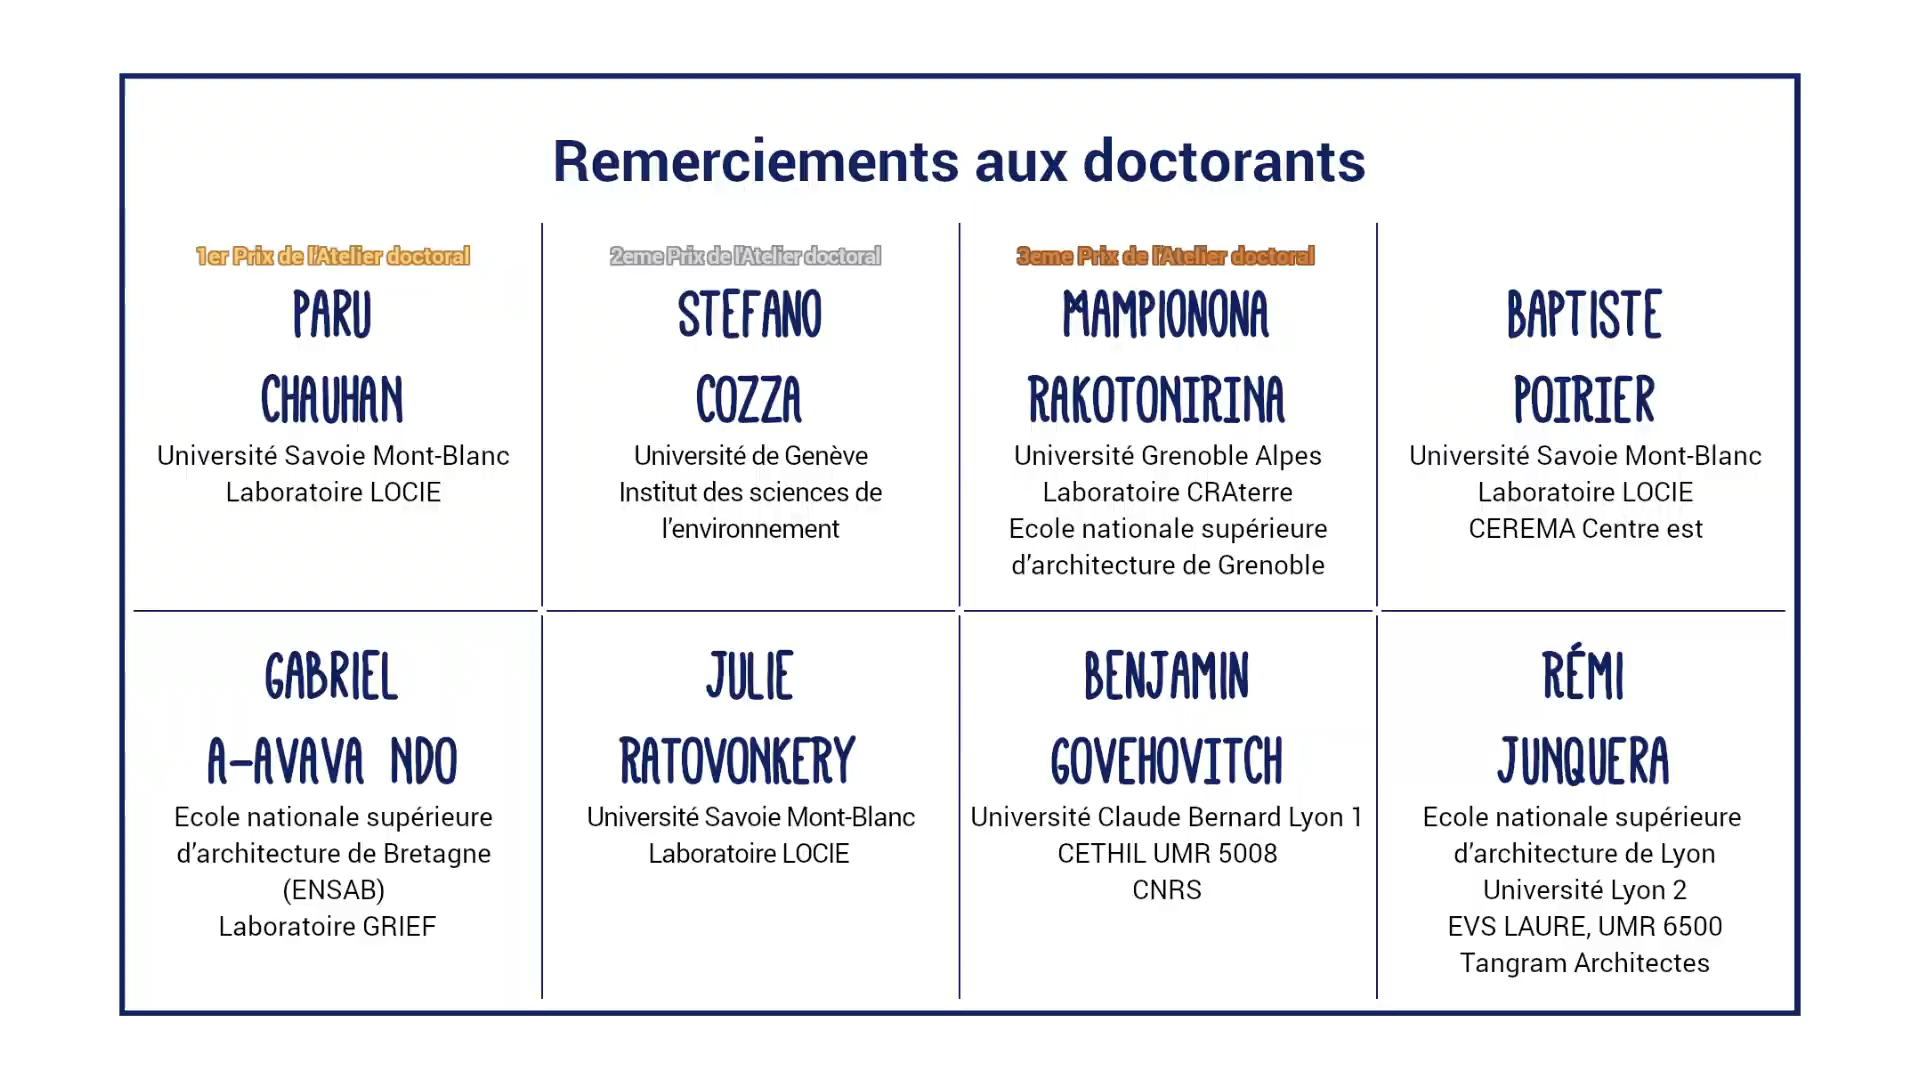 Remerciements aux doctorants
1er Prix de l'Atelier doctoral
PARU
CHAUHAN
Université Savoie Mont-Blanc
Laboratoire LOCIE
2eme Prix de l'Atelier doctoral
STEFANO
COZZA
Université de Genève
Institut des sciences de
l’environnement
3eme Prix de l'Atelier doctoral
MAMPIONONA
RAKOTONIRINA
Université Grenoble Alpes
Laboratoire CRAterre
Ecole nationale supérieure
d’architecture de Grenoble
BAPTISTE
POIRIER
Université Savoie Mont-Blanc
Laboratoire LOCIE
CEREMA Centre est
GABRIEL
A-AVAVA NDO
Ecole nationale supérieure
d’architecture de Bretagne
(ENSAB)
Laboratoire GRIEF
JULIE
RATOVONKERY
Université Savoie Mont-Blanc
Laboratoire LOCIE
BENJAMIN
GOVEHOVITCH
Université Claude Bernard Lyon 1
CETHIL UMR 5008
CNRS
RÉMI
JUNQUERA
Ecole nationale supérieure
d’architecture de Lyon
Université Lyon 2
EVS LAURE, UMR 6500
Tangram Architectes